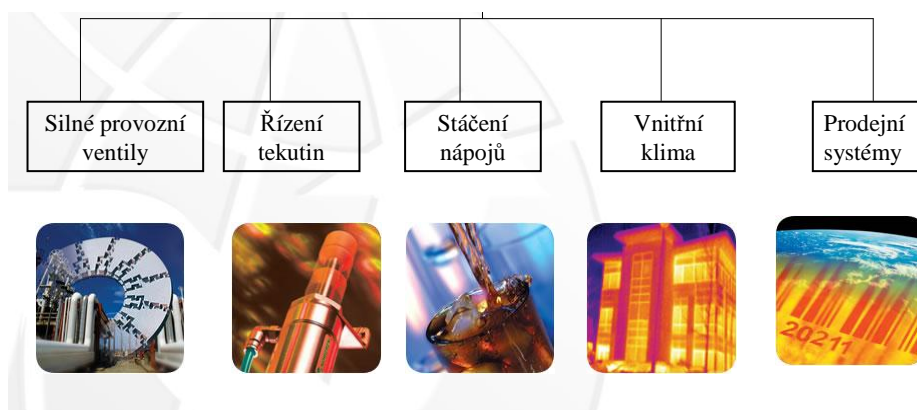 Silné provozní
ventily
Řízení
tekutin
Stáčení
nápojů
Vnitřní
klima
Prodejní
systémy
20211